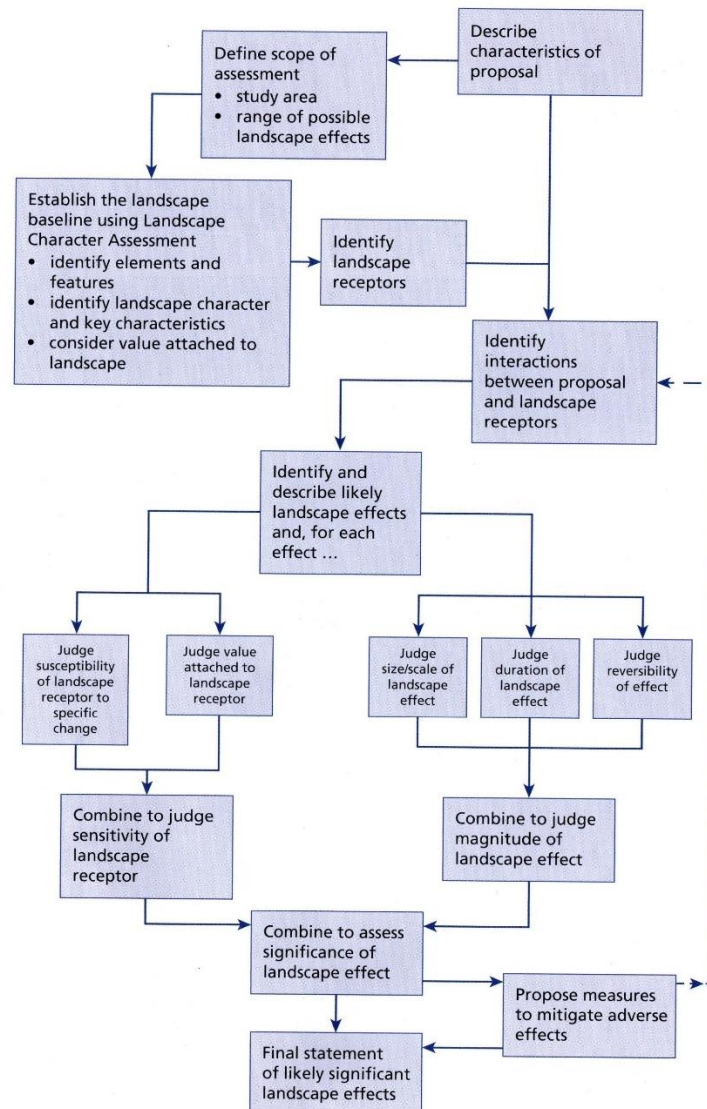 Describe
characteristics of
proposal
Define scope of
assessment
• study area
• range of possible
landscape effects
Establish the landscape
baseline using Landscape
Character Assessment
• identify elements and
features
• identify landscape character
and key characteristics
• consider value attached to
landscape
Identify
landscape
receptors
Identify
interactions
between proposal
and landscape
receptors
Identify and
describe likely
landscape effects
and, for each
effect ...
Judge
susceptibility
of landscape
receptor to
specific
change
Judge value
attached to
landscape
receptor
Judge
size/scale of
landscape
effect
Judge
duration of
landscape
effect
Judge
reversibility
of effect
Combine to judge
sensitivity of
landscape
receptor
Combine to judge
magnitude of
landscape effect
Combine to assess
significance of
landscape effect
Propose measures
to mitigate adverse
effects
Final statement
of likely significant
landscape effects